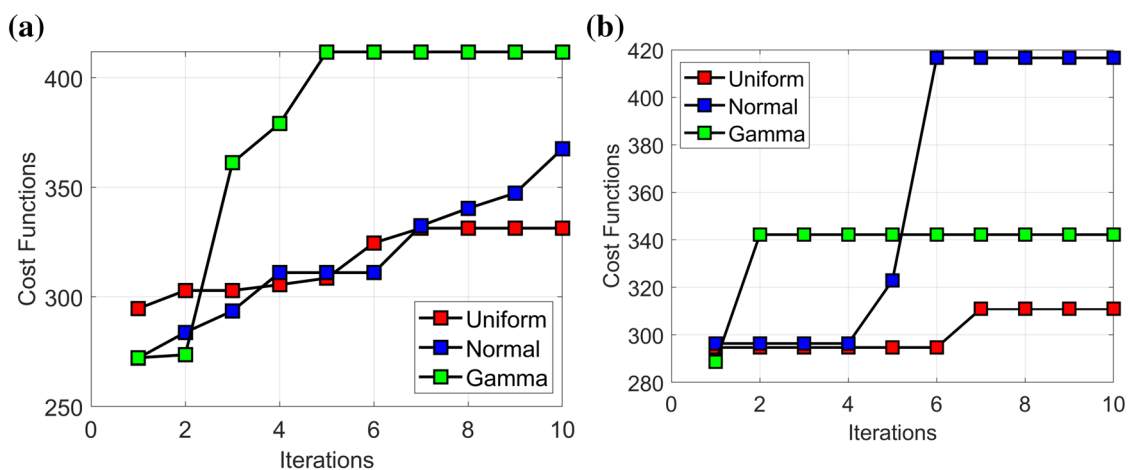 (a)
400
350
300
250
0 2 4 6 8 10
Cost Functions
Iterations
Uniform
Normal
Gamma
(b)
420
400
380
360
340
320
300
280
0 2 4 6 8 10
Cost Functions
Iterations
Uniform
Normal
Gamma